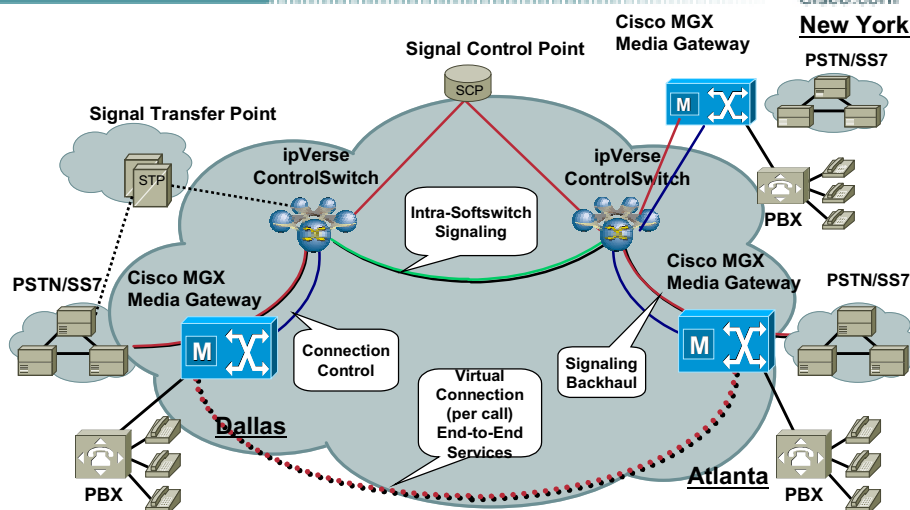 Cisco.com
New York
Cisco MGX
Media Gateway
Signal Control Point
PSTN/SS7
SCP
M
Signal Transfer Point
STP
ipVerse
ControlSwitch
ipVerse
ControlSwitch
PBX
Intra-Softswitch
Signaling
Cisco MGX
Media Gateway
PSTN/SS7
PSTN/SS7
Cisco MGX
Media Gateway
M
M
Connection
Control
Signaling
Backhaul
Virtual
Connection
(per call)
End-to-End
Services
Dallas
Atlanta
PBX
PBX